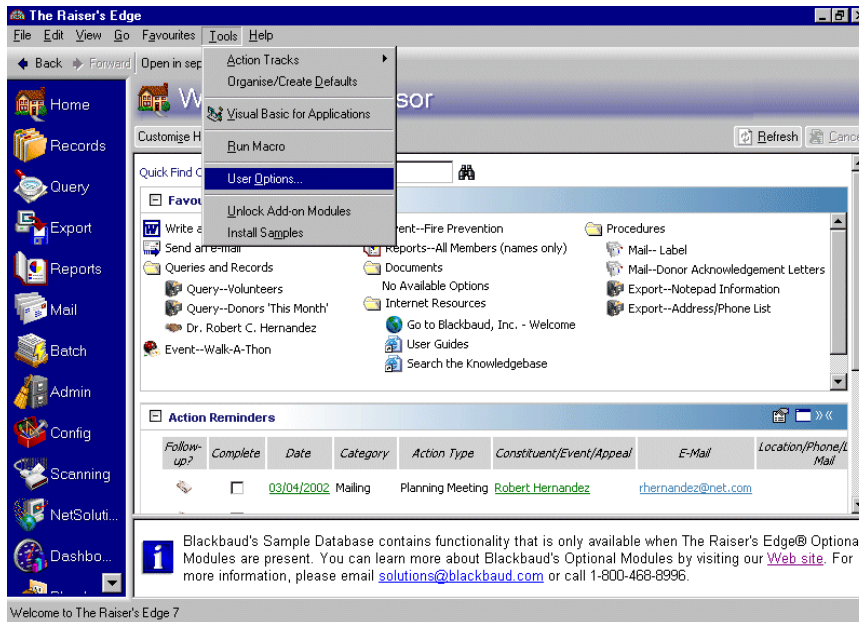 The Raiser's Edge
File Edit View Go Favourites Tools Help
Back Forward Open in sep
Action Tracks
Organise/Create Defaults
Visual Basic for Applications
Run Macro
User Options...
Unlock Add-on Modules
Install Samples
Home
Records
Query
Export
Reports
Mail
Batch
Admin
Config
Scanning
NetSoluti...
Dashbo...
W sor
Customise H Refresh Cance
Quick Find C
Favou
Write a vent--Fire Prevention Procedures
Send an e-mail Reports--All Members (names only) Mail-- Label
Queries and Records Documents Mail--Donor Acknowledgement Letters
Query--Volunteers No Available Options Export--Notepad Information
Query--Donors 'This Month' Internet Resources Export--Address/Phone List
Dr. Robert C. Hernandez Go to Blackbaud, Inc. - Welcome
Event--Walk-A-Thon User Guides
Search the Knowledgebase
Action Reminders
Follow-up? Complete Date Category Action Type Constituent/Event/Appeal E-Mail Location/Phone/L Mail
03/04/2002 Mailing Planning Meeting Robert Hernandez rhernandez@net.com
Blackbaud's Sample Database contains functionality that is only available when The Raiser's Edge® Optiona
Modules are present. You can learn more about Blackbaud's Optional Modules by visiting our Web site. For
more information, please email solutions@blackbaud.com or call 1-800-468-8996.
Welcome to The Raiser's Edge 7